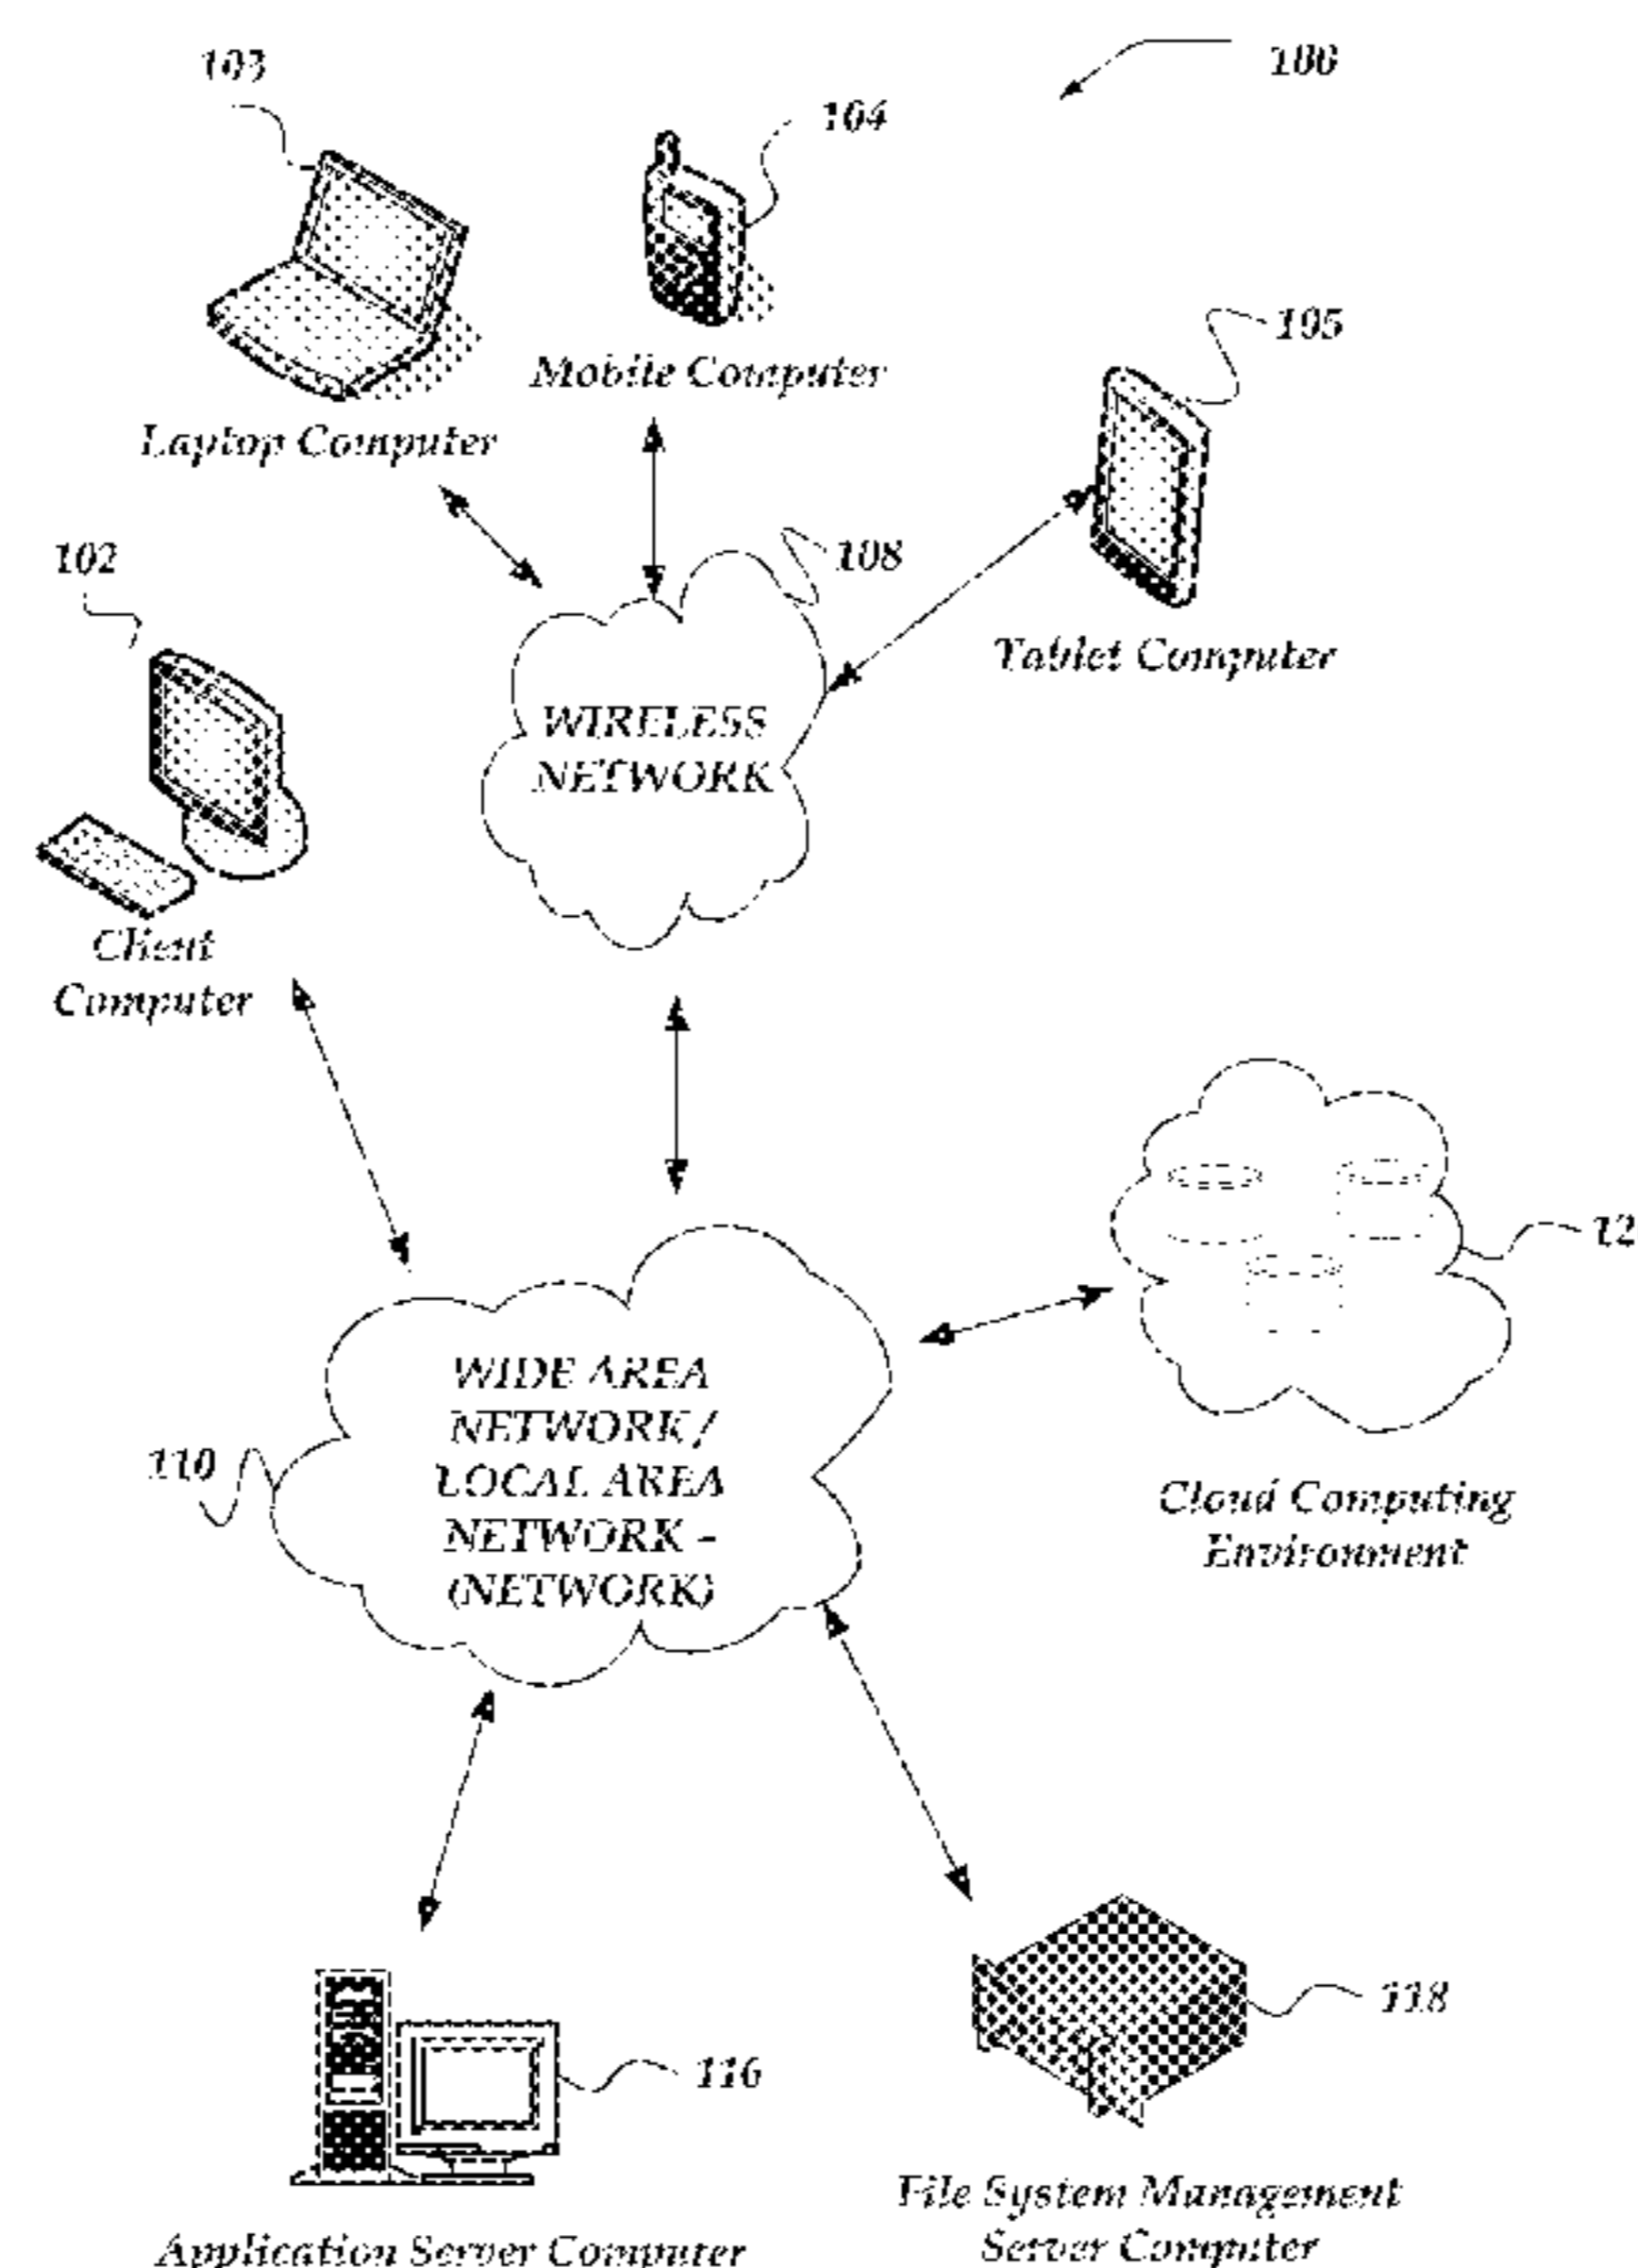 103
100
104
105
Mobile Computer
Laptop Computer
108
102
Tablet Computer
WIRELESS
NETWORK
Client
Computer
12
WIDE AREA
NETWORK /
LOCAL AREA
NETWORK –
(NETWORK)
110
Cloud Computing
Environment
118
116
File System Management
Server Computer
Application Server Computer